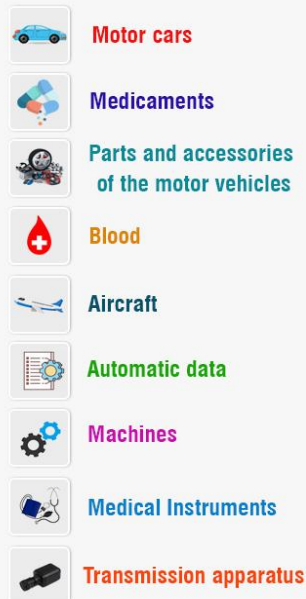 Motor cars
Medicaments
Parts and accessories
of the motor vehicles
Blood
Aircraft
Automatic data
Machines
Medical Instruments
Transmission apparatus